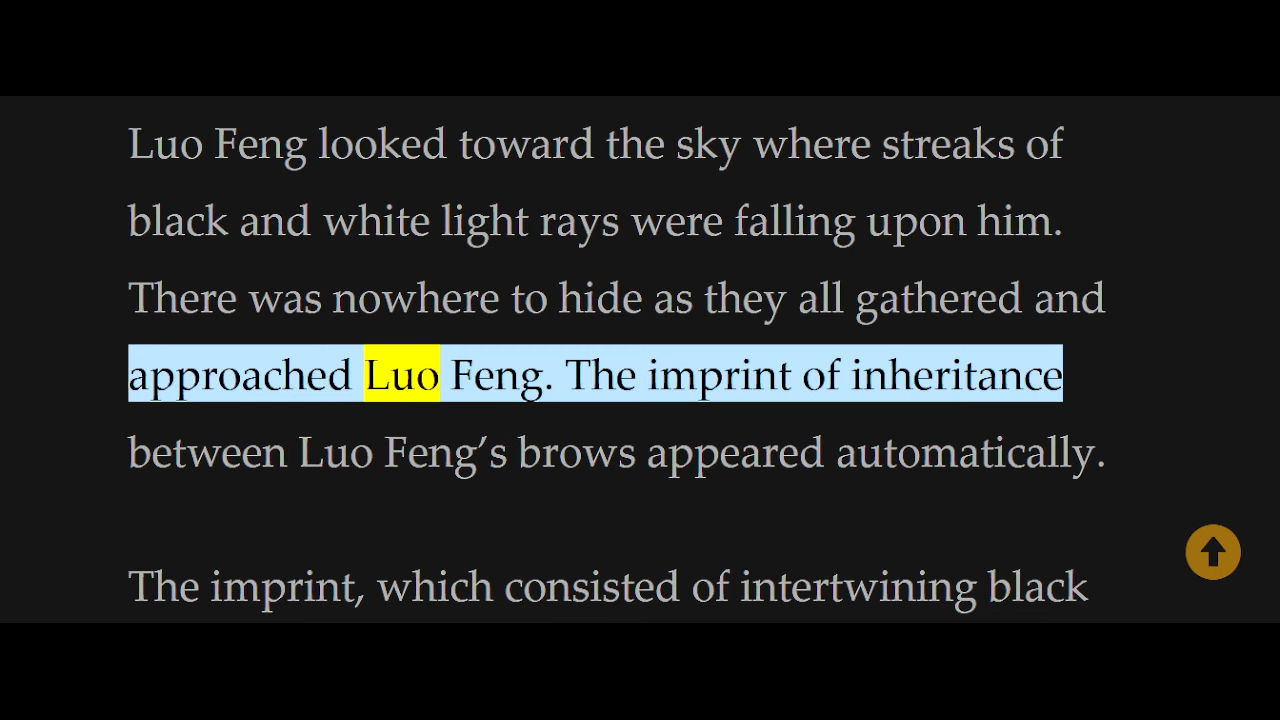 Luo Feng looked toward the sky where streaks of
black and white light rays were falling upon him.
There was nowhere to hide as they all gathered and
approached Luo Feng. The imprint of inheritance
between Luo Feng’s brows appeared automatically.
The imprint, which consisted of intertwining black